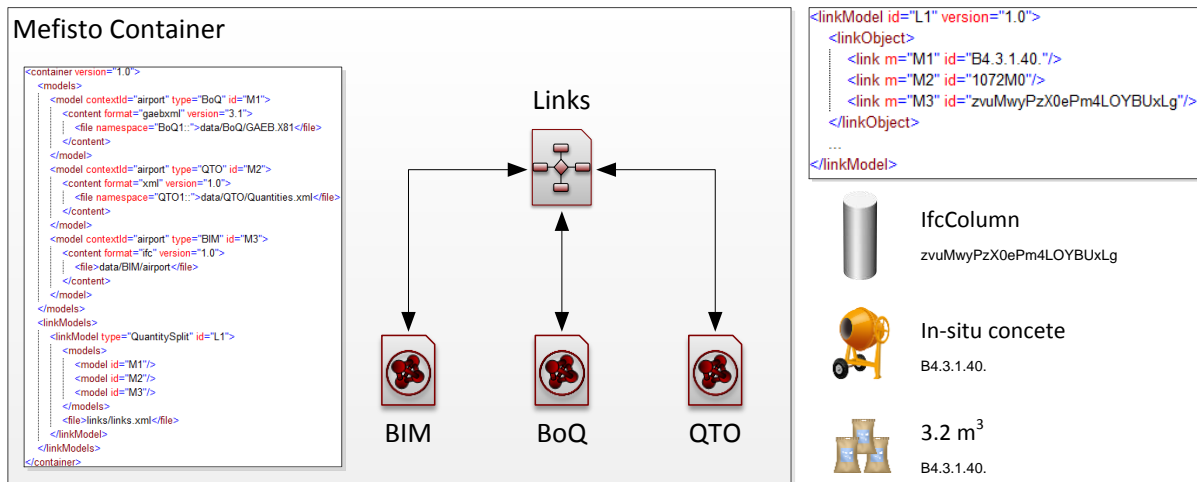 Mefisto Container
<container version="1.0">
<models>
<model contextId="airport" type="BoQ" id="M1">
<content format="gaebxml" version="3.1">
<file namespace="BoQ1::">data/BoQ/GAEB.X81</file>
</content>
</model>
<model contextId="airport" type="QTO" id="M2">
<content format="xml" version="1.0">
<file namespace="QTO1::">data/QTO/Quantities.xml</file>
</content>
</model>
<model contextId="airport" type="BIM" id="M3">
<content format="ifc" version="1.0">
<file>data/BIM/airport</file>
</content>
</model>
</models>
<linkModels>
<linkModel type="QuantitySplit" id="L1">
<models>
<model id="M1"/>
<model id="M2"/>
<model id="M3"/>
</models>
<file>links/links.xml</file>
</linkModel>
</linkModels>
</container>
Links
BIM
BoQ
QTO
<linkModel id="L1" version="1.0">
<linkObject>
<link m="M1" id="B4.3.1.40."/>
<link m="M2" id="1072M0"/>
<link m="M3" id="zvuMwyPzX0ePm4LOYBUxLg"/>
</linkObject>
...
</linkModel>
IfcColumn
zvuMwyPzX0ePm4LOYBUxLg
In-situ concete
B4.3.1.40.
3.2 m³
B4.3.1.40.